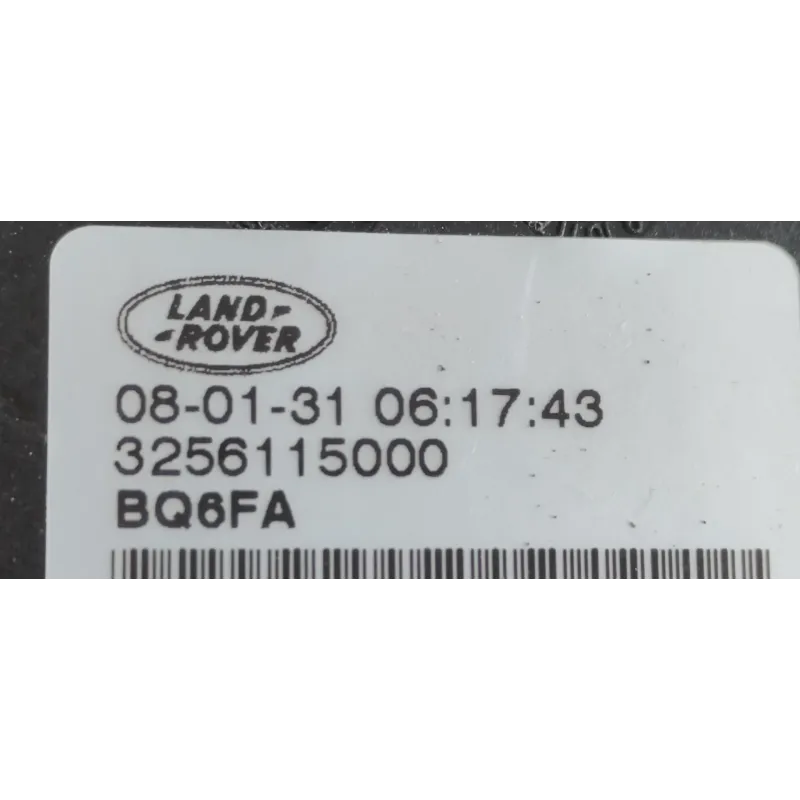 LAND-
-ROVER
08-01-31 06:17:43
3256115000
BQ6FA